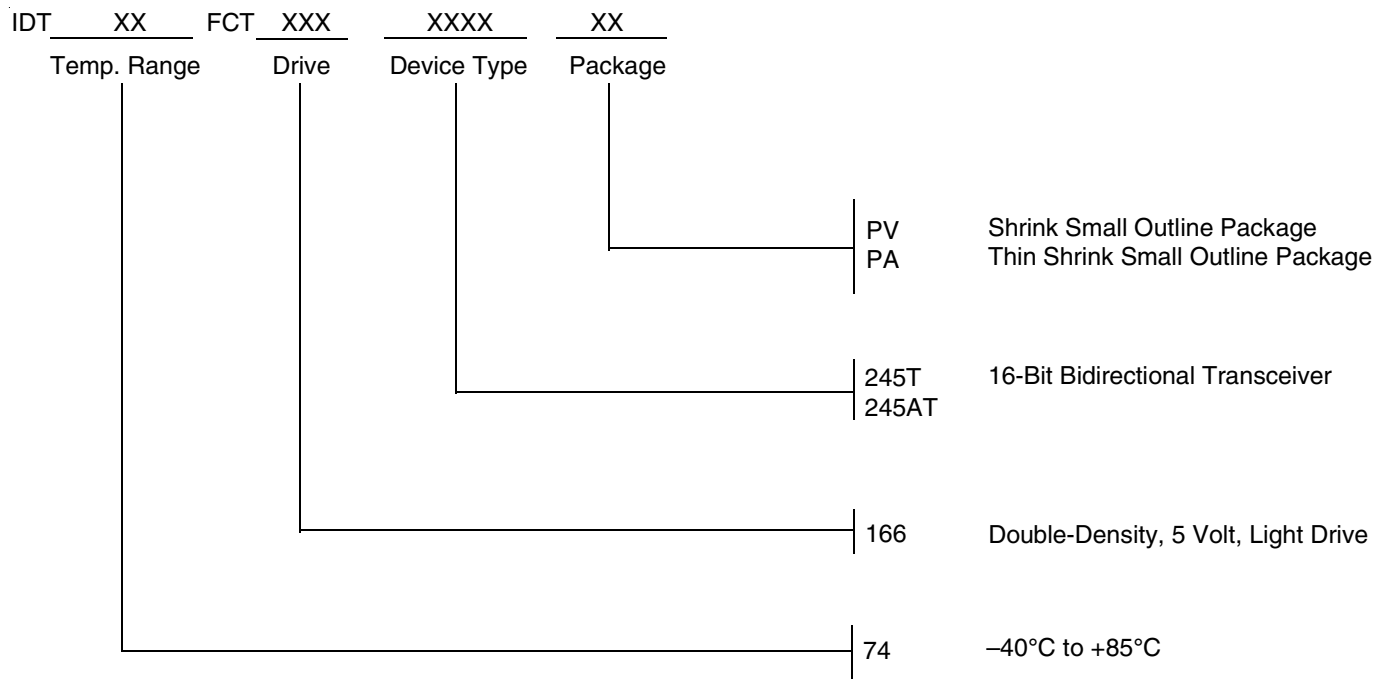 IDT XX FCT XXX XXXX XX
Temp. Range Drive Device Type Package
PV Shrink Small Outline Package
PA Thin Shrink Small Outline Package
245T 16-Bit Bidirectional Transceiver
245AT
166 Double-Density, 5 Volt, Light Drive
74 –40°C to +85°C